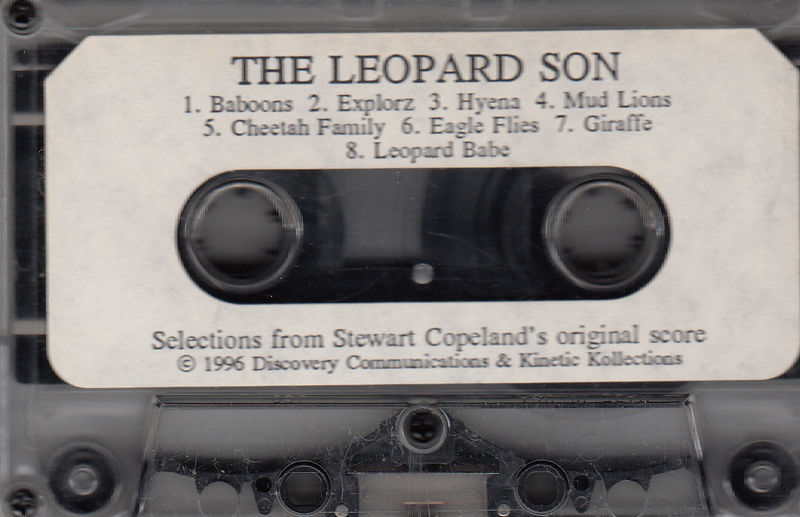 THE LEOPARD SON
1. Baboons 2. Explorz 3. Hyena 4. Mud Lions
5. Cheetah Family 6. Eagle Flies 7. Giraffe
8. Leopard Babe
Selections from Stewart Copeland's original score
© 1996 Discovery Communications & Kinetic Kollections